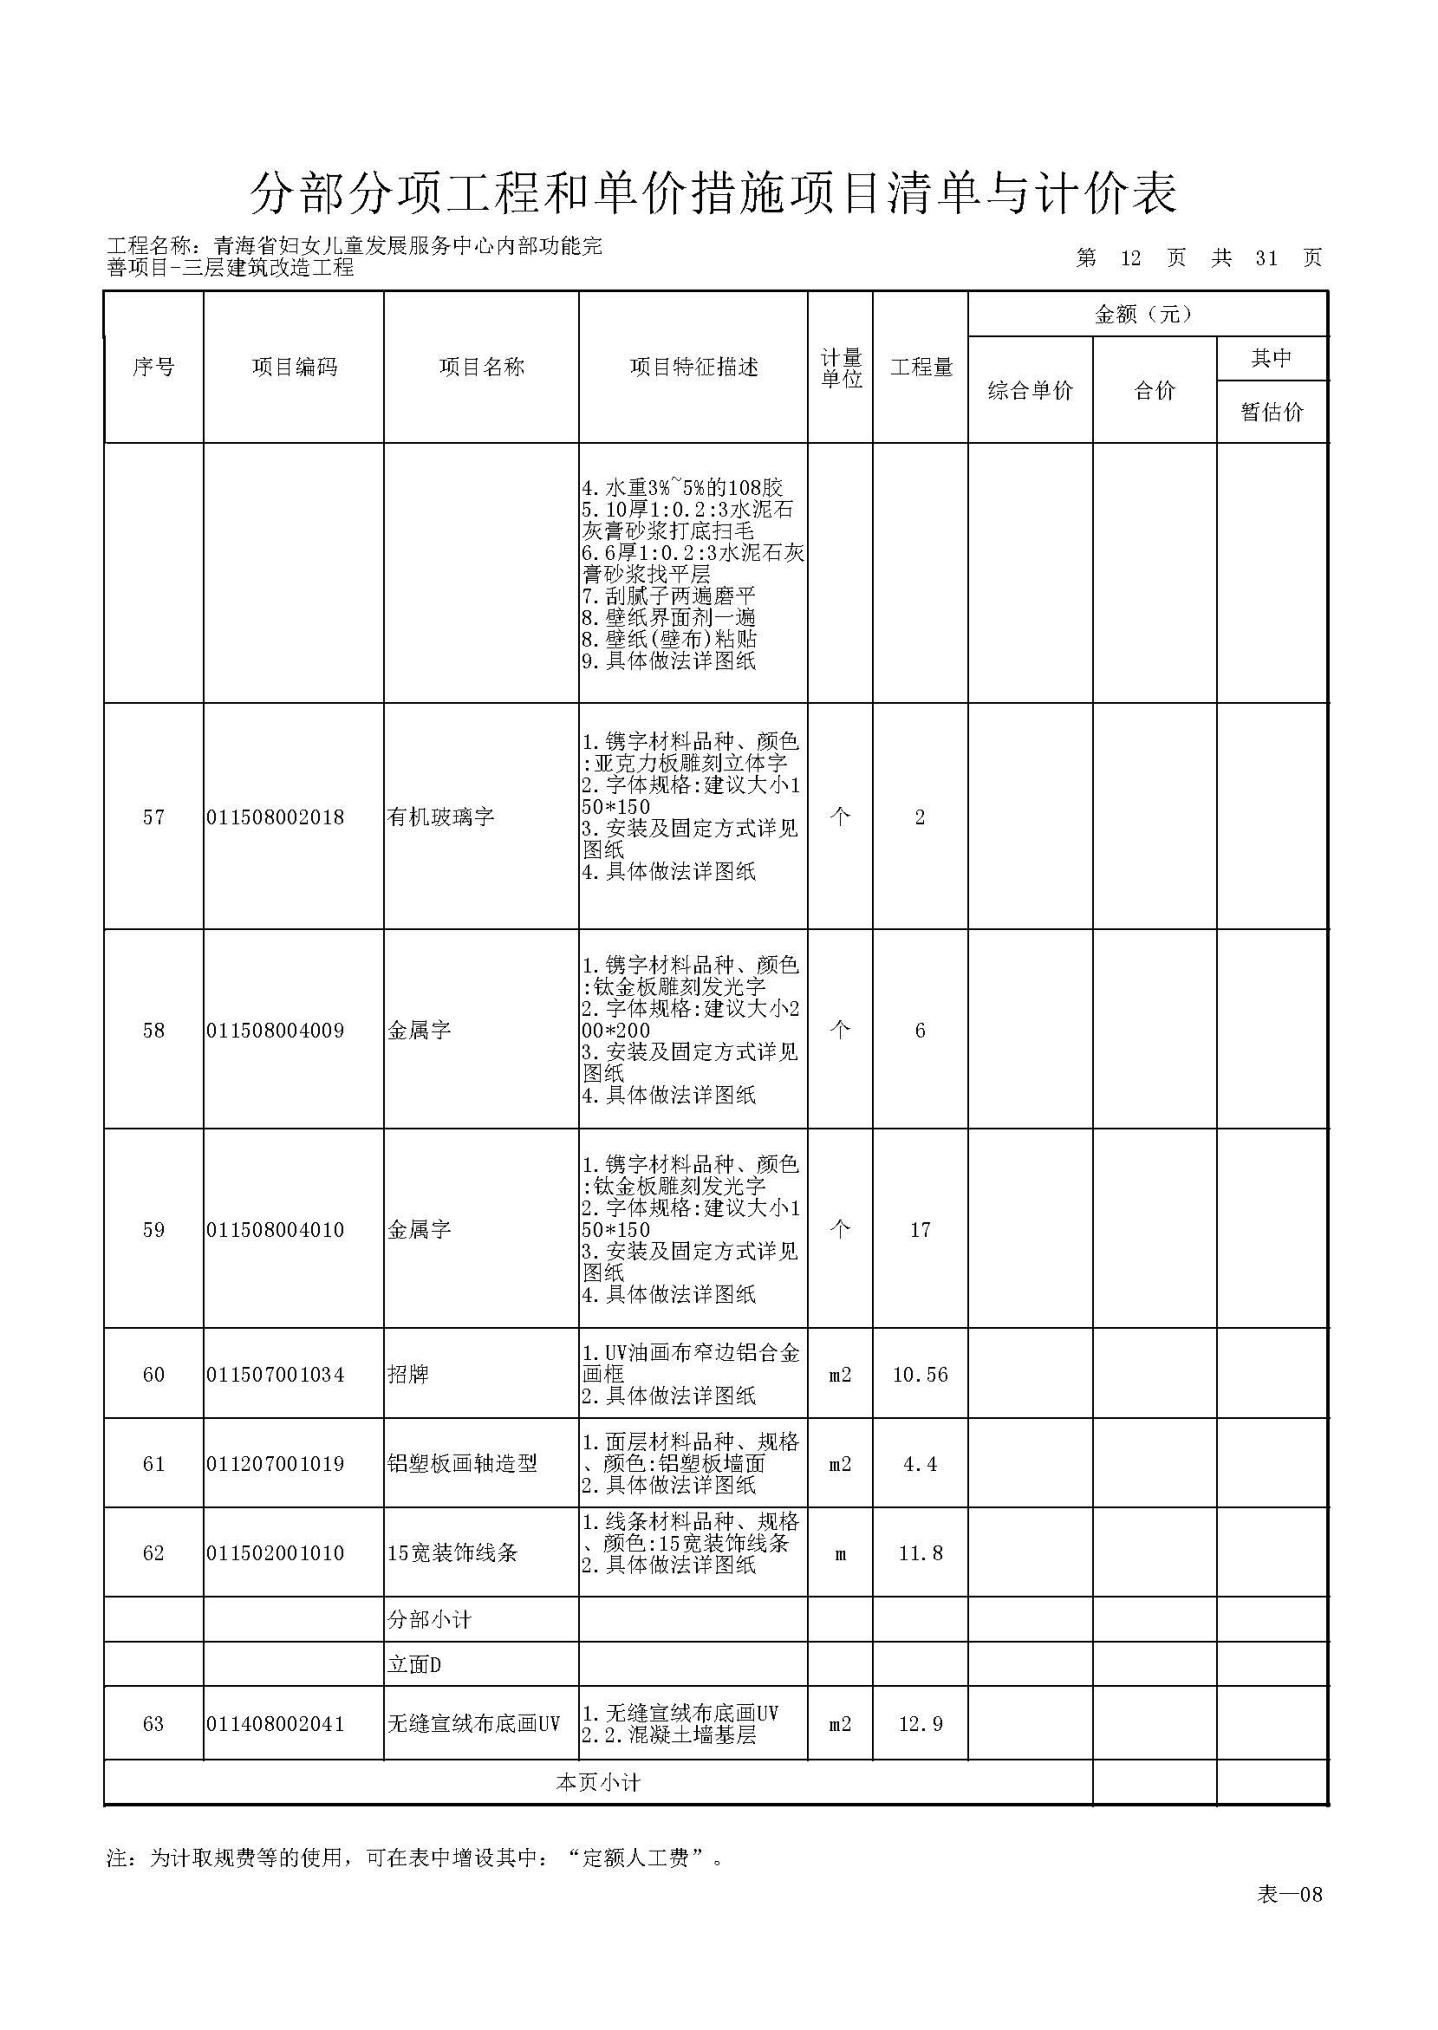 分部分项工程和单价措施项目清单与计价表
工程名称：青海省妇女儿童发展服务中心内部功能完
善项目-三层建筑改造工程
第 12 页 共 31 页
序号 项目编码 项目名称 项目特征描述 计量单位 工程量 金额（元）
综合单价 合价 其中
暂估价
4.水重3%~5%的108胶
5.10厚1:0.2:3水泥石
灰膏砂浆打底扫毛
6.6厚1:0.2:3水泥石灰
膏砂浆找平层
7.刮腻子两遍磨平
8.壁纸界面剂一遍
8.壁纸(壁布)粘贴
9.具体做法详图纸
57 011508002018 有机玻璃字
1.镌字材料品种、颜色
:亚克力板雕刻立体字
2.字体规格:建议大小1
50*150
3.安装及固定方式详见
图纸
4.具体做法详图纸
个 2
58 011508004009 金属字
1.镌字材料品种、颜色
:钛金板雕刻发光字
2.字体规格:建议大小2
00*200
3.安装及固定方式详见
图纸
4.具体做法详图纸
个 6
59 011508004010 金属字
1.镌字材料品种、颜色
:钛金板雕刻发光字
2.字体规格:建议大小1
50*150
3.安装及固定方式详见
图纸
4.具体做法详图纸
个 17
60 011507001034 招牌
1.UV油画布窄边铝合金
画框
2.具体做法详图纸
m2 10.56
61 011207001019 铝塑板画轴造型
1.面层材料品种、规格
、颜色:铝塑板墙面
2.具体做法详图纸
m2 4.4
62 011502001010 15宽装饰线条
1.线条材料品种、规格
、颜色:15宽装饰线条
2.具体做法详图纸
m 11.8
分部小计
立面D
63 011408002041 无缝宣绒布底画UV
1.无缝宣绒布底画UV
2.2.混凝土墙基层
m2 12.9
本页小计
注：为计取规费等的使用，可在表中增设其中：“定额人工费”。
表—08